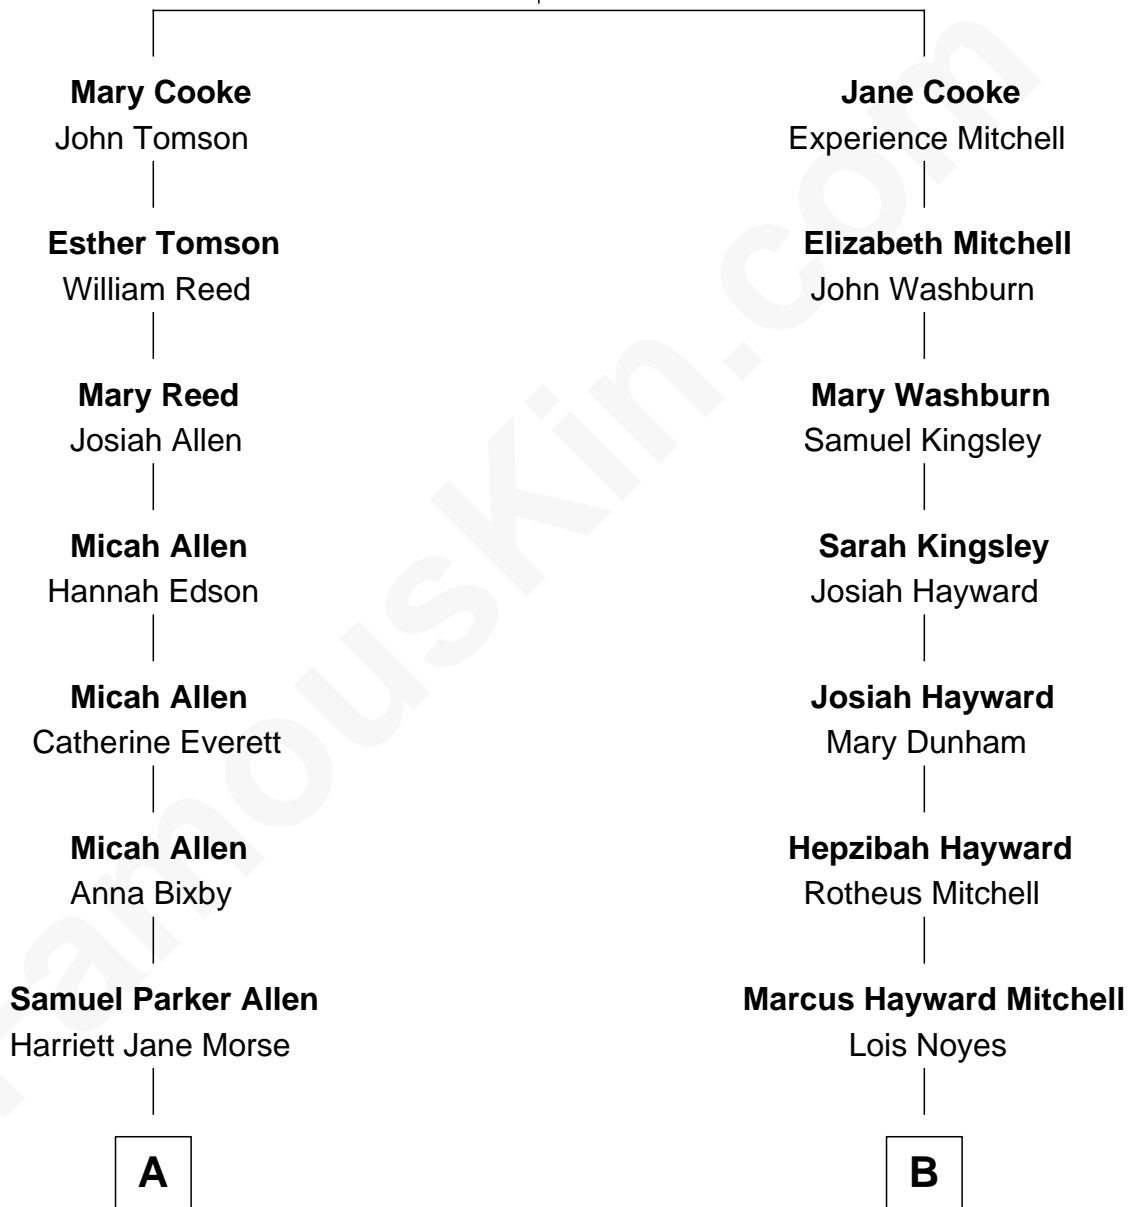 Mary Cooke
John Tomson
Esther Tomson
William Reed
Mary Reed
Josiah Allen
Micah Allen
Hannah Edson
Micah Allen
Catherine Everett
Micah Allen
Anna Bixby
Samuel Parker Allen
Harriett Jane Morse
A
Jane Cooke
Experience Mitchell
Elizabeth Mitchell
John Washburn
Mary Washburn
Samuel Kingsley
Sarah Kingsley
Josiah Hayward
Josiah Hayward
Mary Dunham
Hepzibah Hayward
Rotheus Mitchell
Marcus Hayward Mitchell
Lois Noyes
B
FamousKin.com